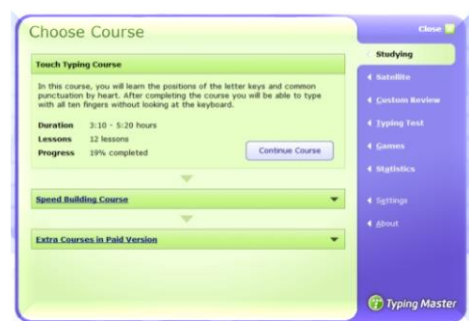 Choose Course
Close
Touch Typing Course
In this course, you will learn the positions of the letter keys and common
punctuation by heart. After completing the course you will be able to type
with all ten fingers without looking at the keyboard.
Duration 3:10 - 5:20 hours
Lessons 12 lessons
Progress 19% completed
Continue Course
Speed Building Course
Extra Courses in Paid Version
Studying
Satellite
Custom Review
Typing Test
Games
Statistics
Settings
About
Typing Master